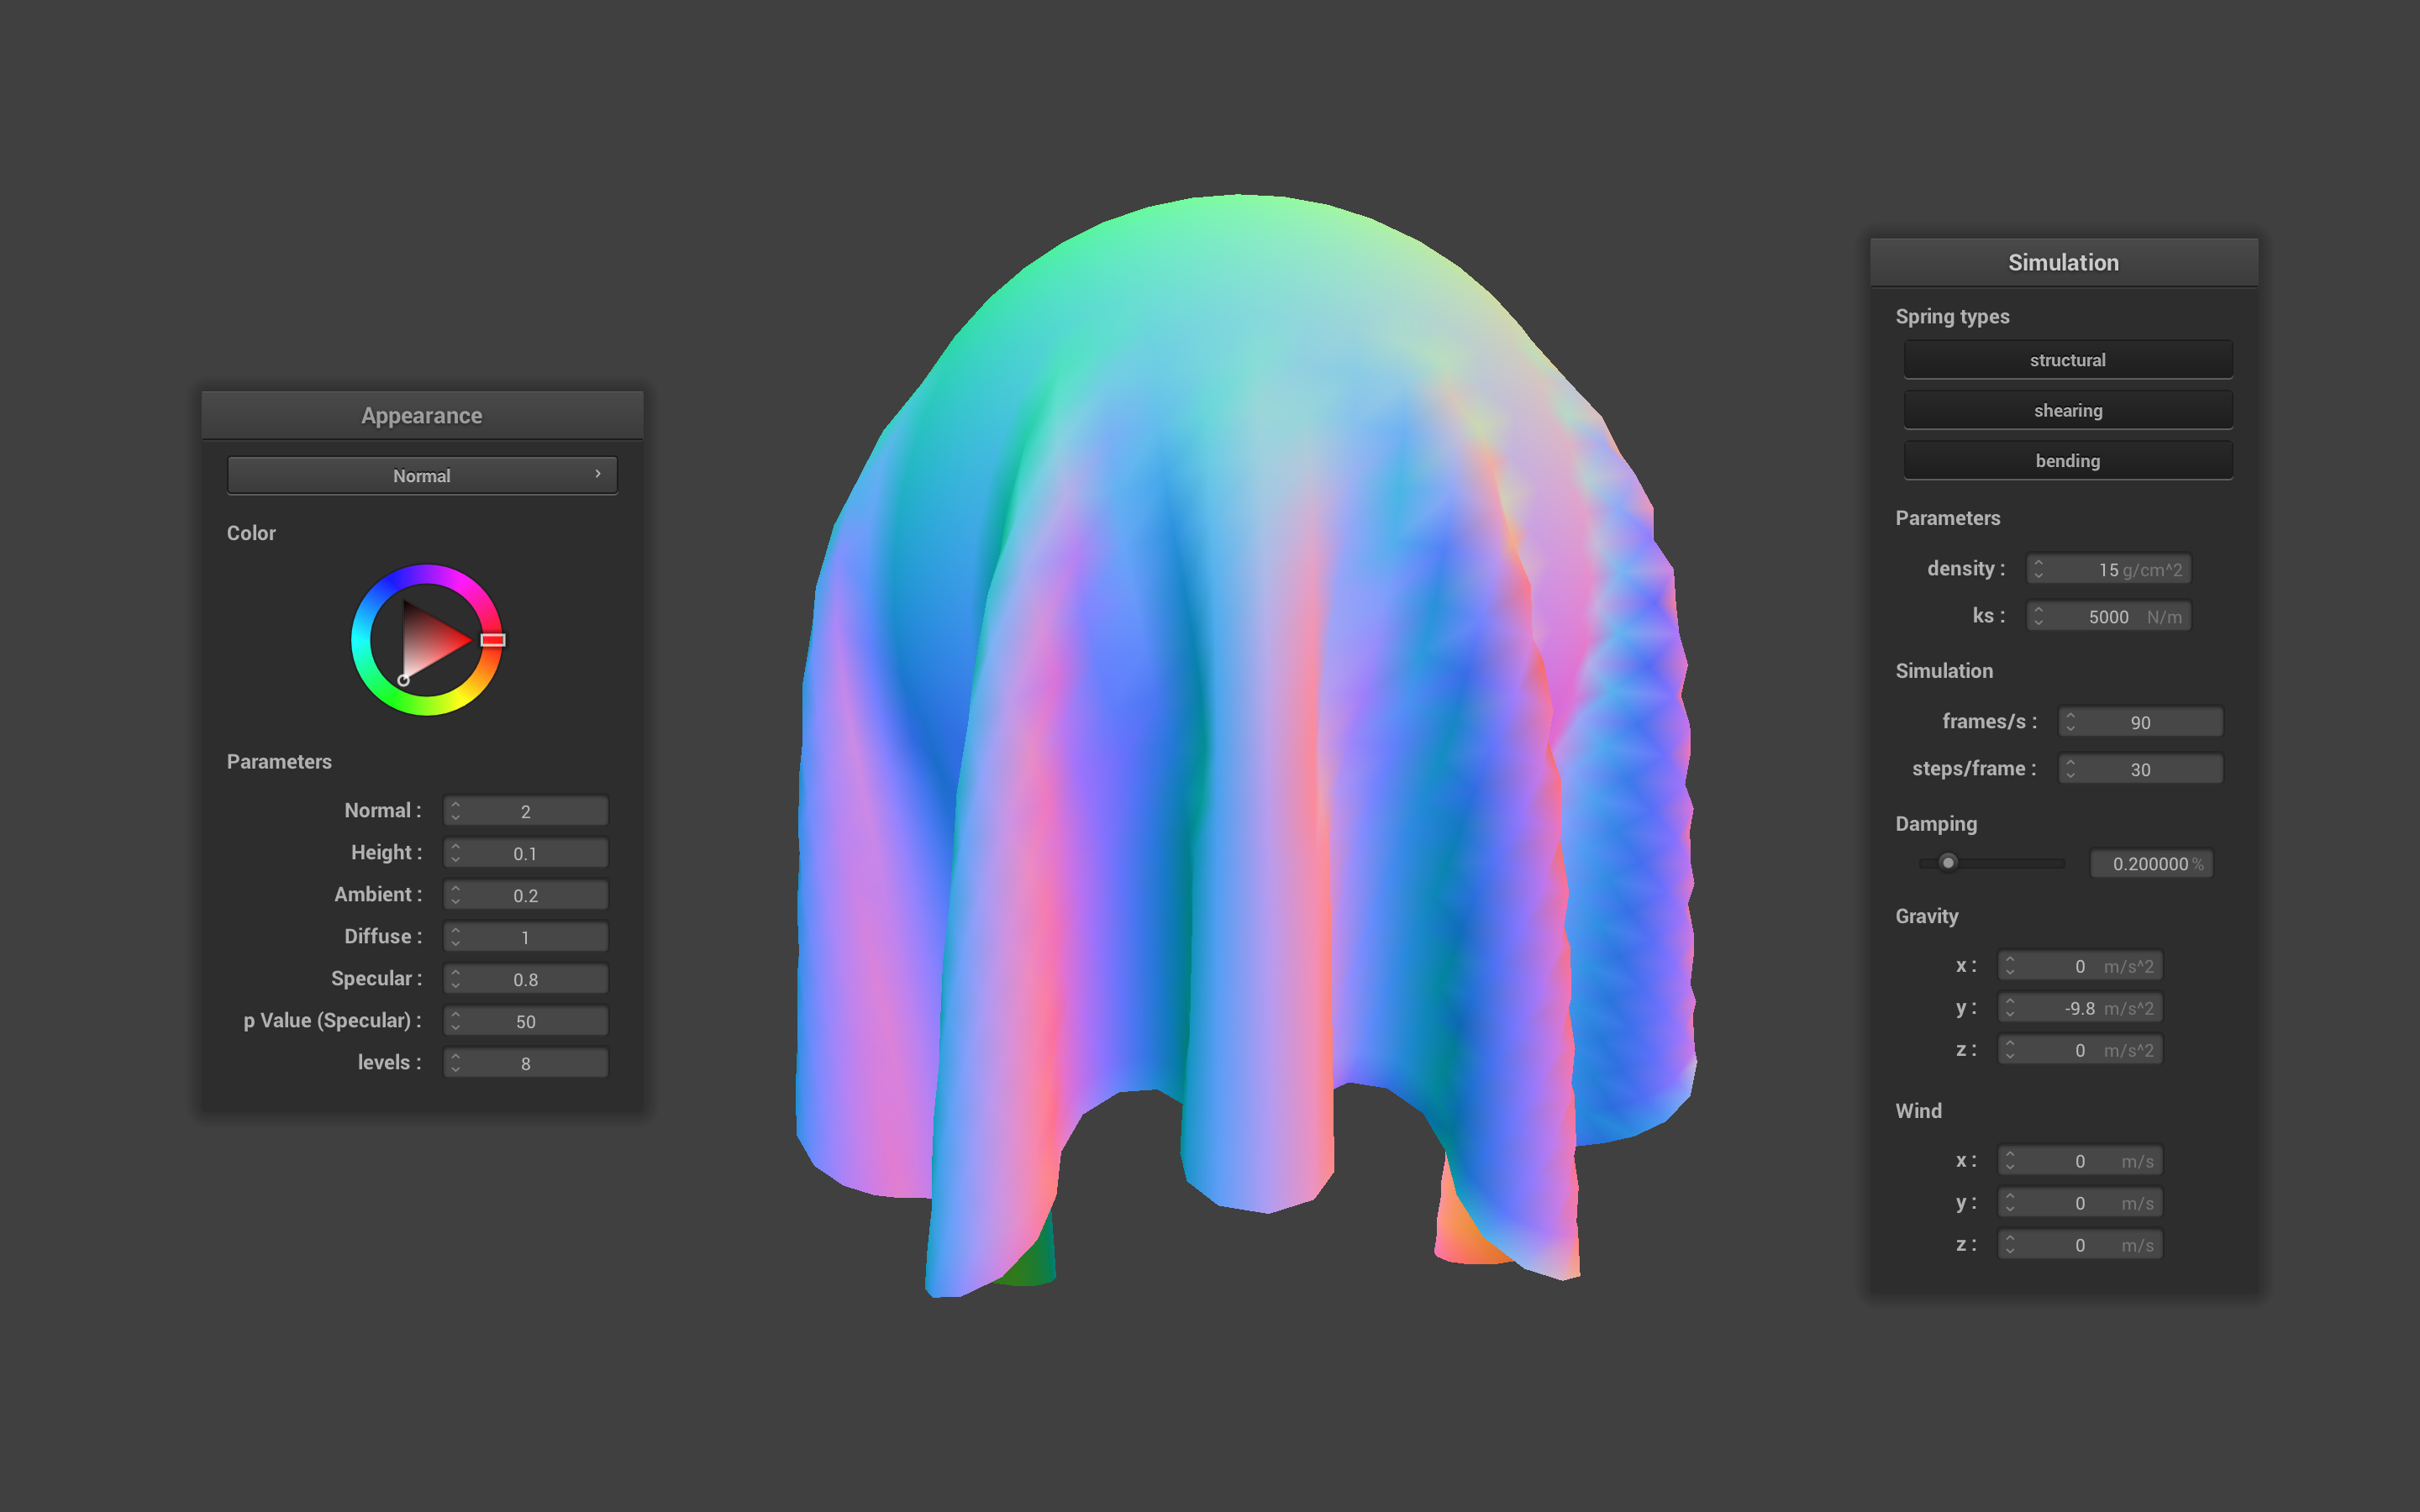 Appearance
Normal
Color
Parameters
Normal : 2
Height : 0.1
Ambient : 0.2
Diffuse : 1
Specular : 0.8
p Value (Specular) : 50
levels : 8
Simulation
Spring types
structural
shearing
bending
Parameters
density : 15 g/cm^2
ks : 5000 N/m
Simulation
frames/s : 90
steps/frame : 30
Damping
0.200000 %
Gravity
x : 0 m/s^2
y : -9.8 m/s^2
z : 0 m/s^2
Wind
x : 0 m/s
y : 0 m/s
z : 0 m/s